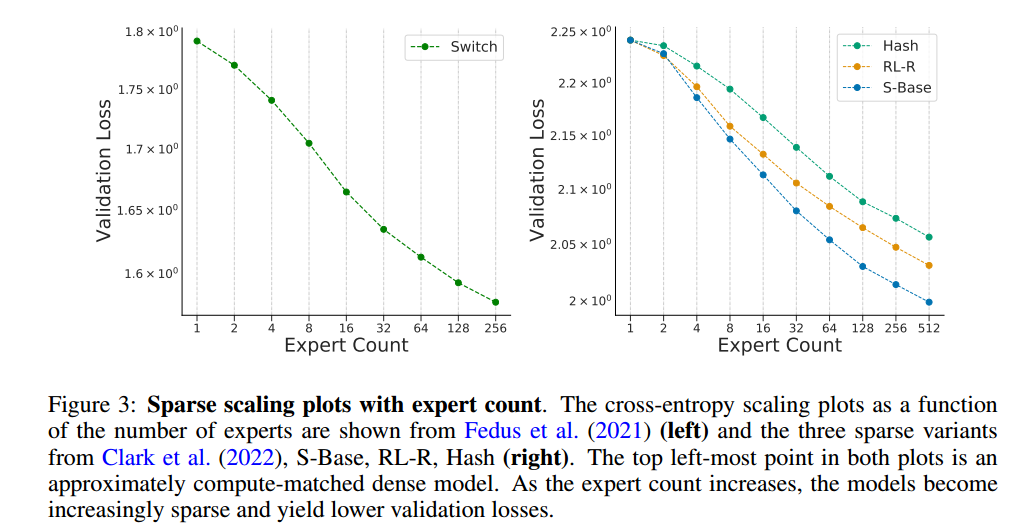 1.8 × 10⁰
1.75 × 10⁰
1.7 × 10⁰
1.65 × 10⁰
1.6 × 10⁰
Validation Loss
Switch
1 2 4 8 16 32 64 128 256
Expert Count
2.25 × 10⁰
2.2 × 10⁰
2.15 × 10⁰
2.1 × 10⁰
2.05 × 10⁰
2 × 10⁰
Validation Loss
Hash
RL-R
S-Base
1 2 4 8 16 32 64 128 256 512
Expert Count
Figure 3: Sparse scaling plots with expert count. The cross-entropy scaling plots as a function
of the number of experts are shown from Fedus et al. (2021) (left) and the three sparse variants
from Clark et al. (2022), S-Base, RL-R, Hash (right). The top left-most point in both plots is an
approximately compute-matched dense model. As the expert count increases, the models become
increasingly sparse and yield lower validation losses.